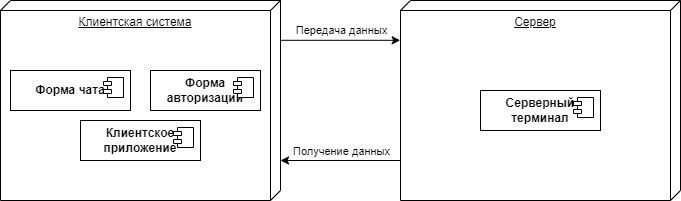 Клиентская система
Передача данных
Сервер
Форма чата
Форма
авторизации
Клиентское
приложение
Серверный
терминал
Получение данных